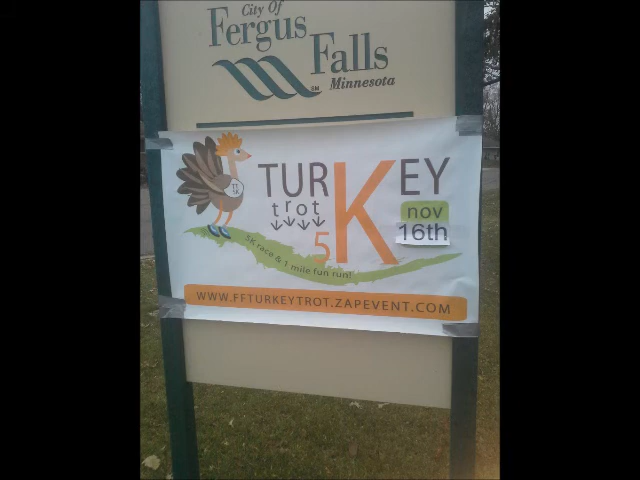 City Of
Fergus
Falls
SM
Minnesota
TURKEY
trot
5K
nov
16th
5K race & 1 mile fun run!
WWW.FFTURKEYTROT.ZAPEVENT.COM